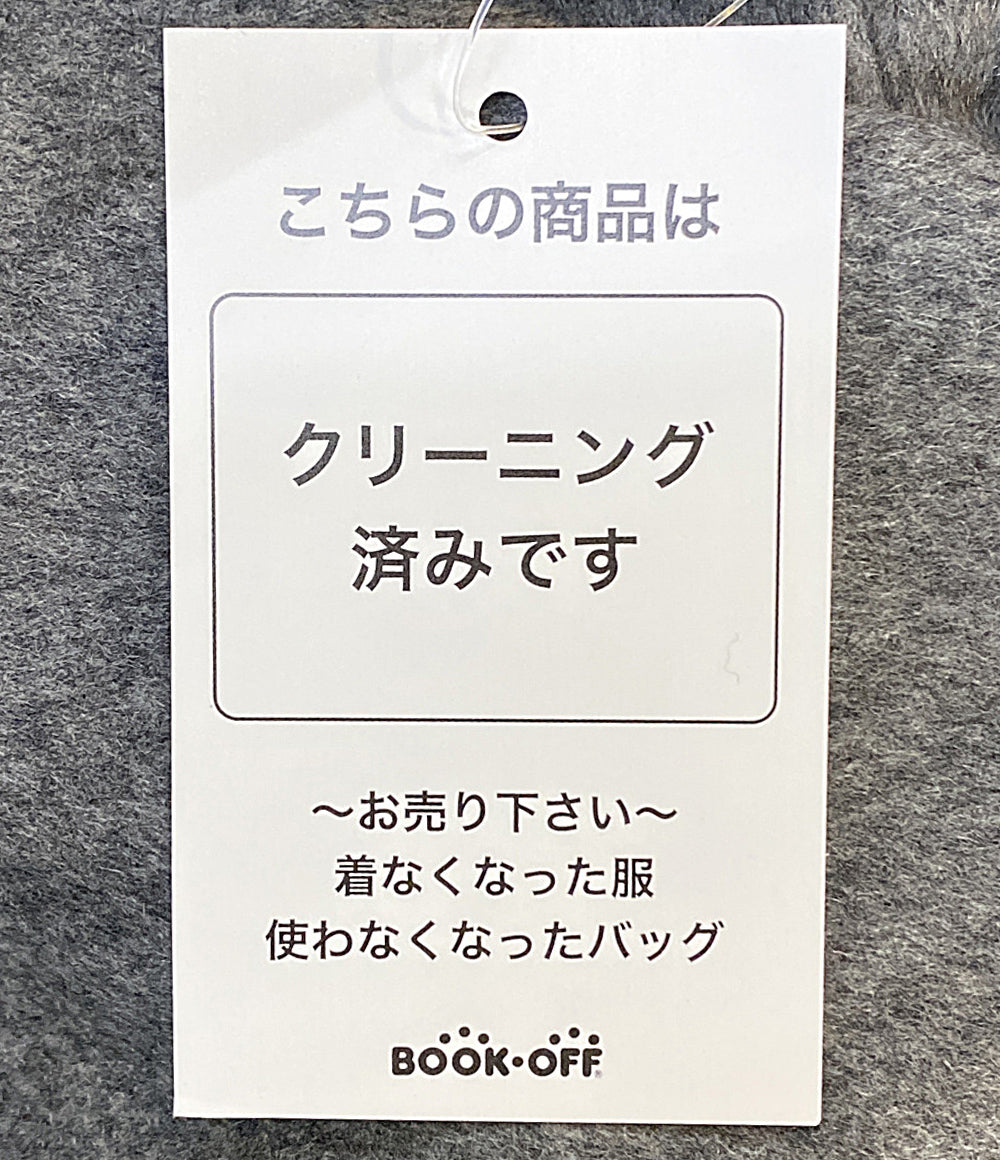 こちらの商品は
クリーニング
済みです
〜お売り下さい〜
着なくなった服
使わなくなったバッグ
BOOK・OFF